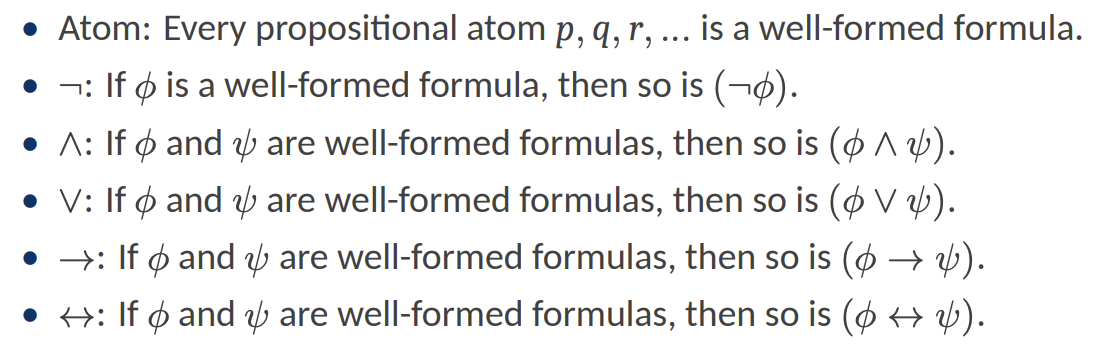 • Atom: Every propositional atom p, q, r, ... is a well-formed formula.
• ¬: If ϕ is a well-formed formula, then so is (¬ϕ).
• ∧: If ϕ and ψ are well-formed formulas, then so is (ϕ ∧ ψ).
• ∨: If ϕ and ψ are well-formed formulas, then so is (ϕ ∨ ψ).
• →: If ϕ and ψ are well-formed formulas, then so is (ϕ → ψ).
• ↔: If ϕ and ψ are well-formed formulas, then so is (ϕ ↔ ψ).